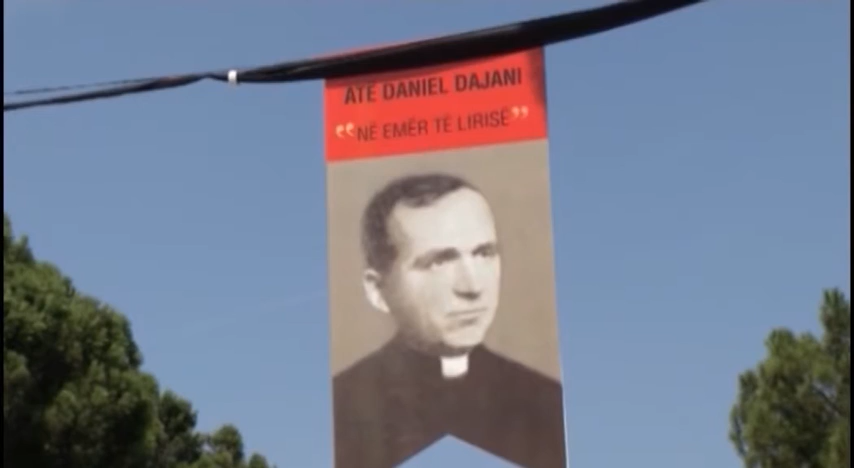 ATË DANIEL DAJANI
“NË EMËR TË LIRISË”